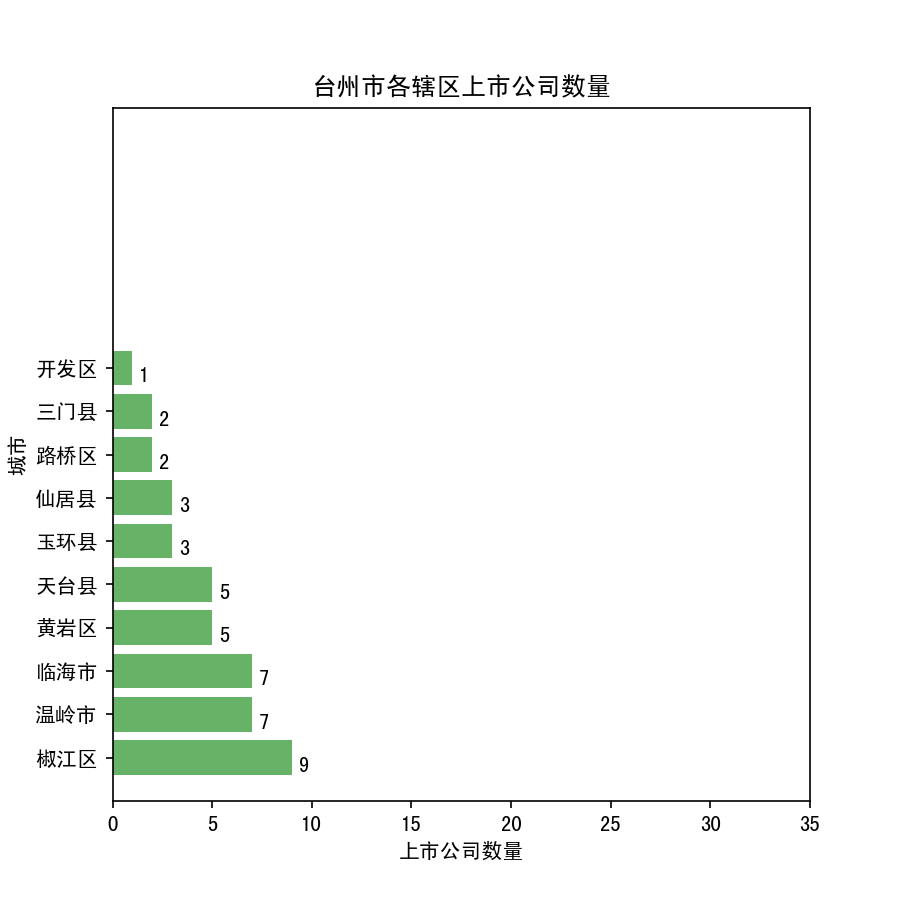 台州市各辖区上市公司数量
城市
开发区 1
三门县 2
路桥区 2
仙居县 3
玉环县 3
天台县 5
黄岩区 5
临海市 7
温岭市 7
椒江区 9
0 5 10 15 20 25 30 35
上市公司数量